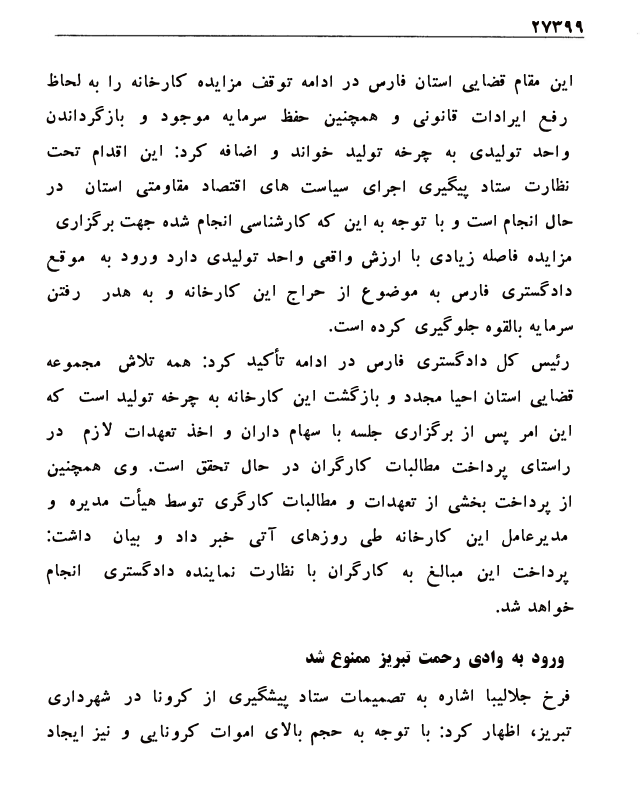 ۲۷۳۹۹
این مقام قضایی استان فارس در ادامه توقف مزایده کارخانه را به لحاظ
رفع ایرادات قانونی و همچنین حفظ سرمایه موجود و بازگرداندن
واحد تولیدی به چرخه تولید خواند و اضافه کرد: این اقدام تحت
نظارت ستاد پیگیری اجرای سیاست های اقتصاد مقاومتی استان در
حال انجام است و با توجه به این که کارشناسی انجام شده جهت برگزاری
مزایده فاصله زیادی با ارزش واقعی واحد تولیدی دارد ورود به موقع
دادگستری فارس به موضوع از حراج این کارخانه و به هدر رفتن
سرمایه بالقوه جلوگیری کرده است.
رئیس کل دادگستری فارس در ادامه تأکید کرد: همه تلاش مجموعه
قضایی استان احیا مجدد و بازگشت این کارخانه به چرخه تولید است که
این امر پس از برگزاری جلسه با سهام داران و اخذ تعهدات لازم در
راستای پرداخت مطالبات کارگران در حال تحقق است. وی همچنین
از پرداخت بخشی از تعهدات و مطالبات کارگری توسط هیأت مدیره و
مدیرعامل این کارخانه طی روزهای آتی خبر داد و بیان داشت:
پرداخت این مبالغ به کارگران با نظارت نماینده دادگستری انجام
خواهد شد.
ورود به وادی رحمت تبریز ممنوع شد
فرخ جلالیبا اشاره به تصمیمات ستاد پیشگیری از کرونا در شهرداری
تبریز، اظهار کرد: با توجه به حجم بالای اموات کرونایی و نیز ایجاد